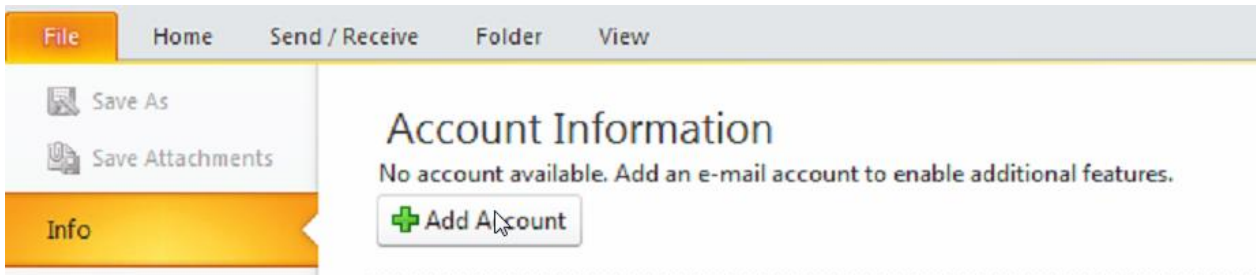 File Home Send / Receive Folder View
Save As
Save Attachments
Info
Account Information
No account available. Add an e-mail account to enable additional features.
Add Account